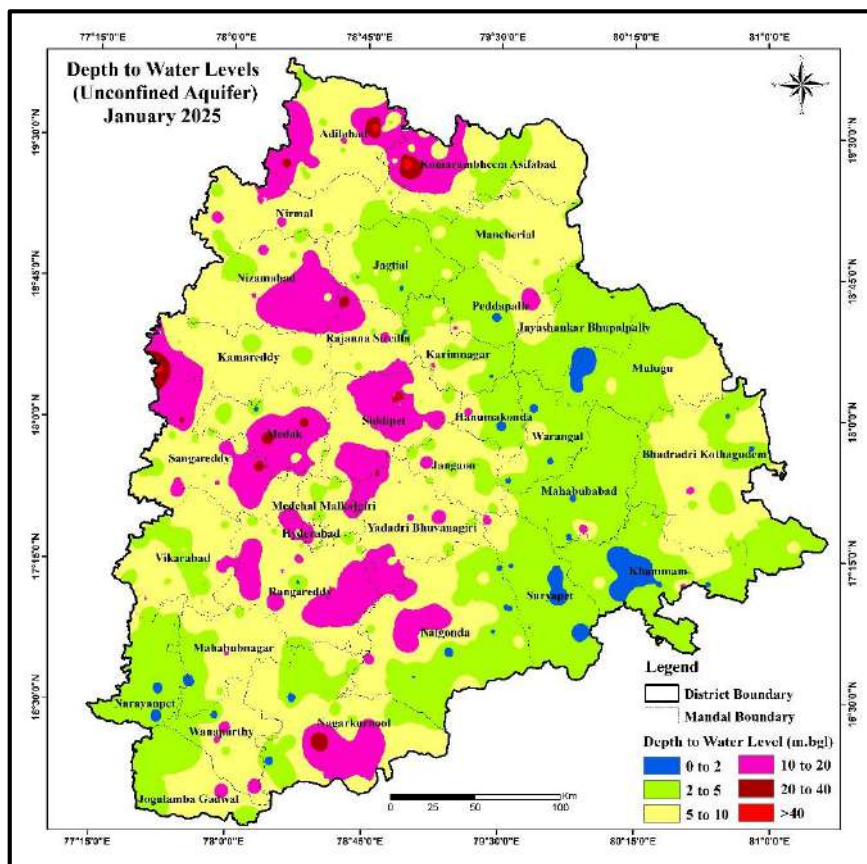 77°15'0"E 78°0'0"E 78°45'0"E 79°30'0"E 80°15'0"E 81°0'0"E
Depth to Water Levels
(Unconfined Aquifer)
January 2025
19°30'0"N
19°30'0"N
Adilabad
Kumarambheem Asifabad
Nirmal
Mancherial
Jagtial
Nizamabad
18°45'0"N
18°45'0"N
Peddapalli
Jayashankar Bhupalpally
Rajanna Sircilla
Karimnagar
Kamareddy
Mulugu
18°0'0"N
18°0'0"N
Siddipet
Hanumakonda
Medak
Warangal
Sangareddy
Jangaon
Bhadradri Kothagudem
Mahabubabad
Medchal Malkajgiri
Yadadri Bhuvanagiri
Hyderabad
17°15'0"N
17°15'0"N
Vikarabad
Khammam
Rangareddy
Suryapet
Nalgonda
Mahabubnagar
Legend
District Boundary
Mandal Boundary
16°30'0"N
16°30'0"N
Narayanpet
Nagarkurnool
Wanaparthy
Depth to Water Level (m.bgl)
0 to 2 10 to 20
2 to 5 20 to 40
5 to 10 >40
Jogulamba Gadwal
Km
0 25 50 100
77°15'0"E 78°0'0"E 78°45'0"E 79°30'0"E 80°15'0"E 81°0'0"E